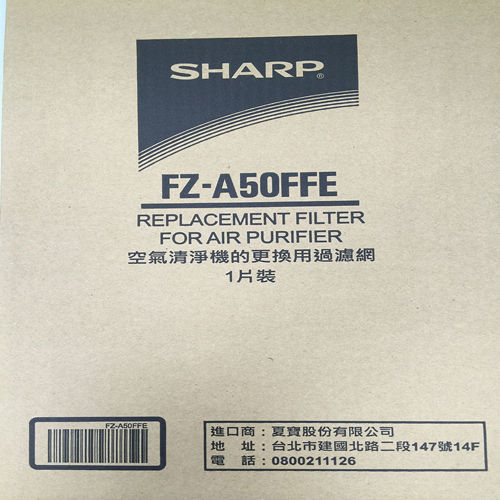 SHARP®
FZ-A50FFE
REPLACEMENT FILTER
FOR AIR PURIFIER
空氣清淨機的更換用過濾網
1片裝
FZ-A50FFE
進口商：夏寶股份有限公司
地　址：台北市建國北路二段147號14F
電　話：0800211126